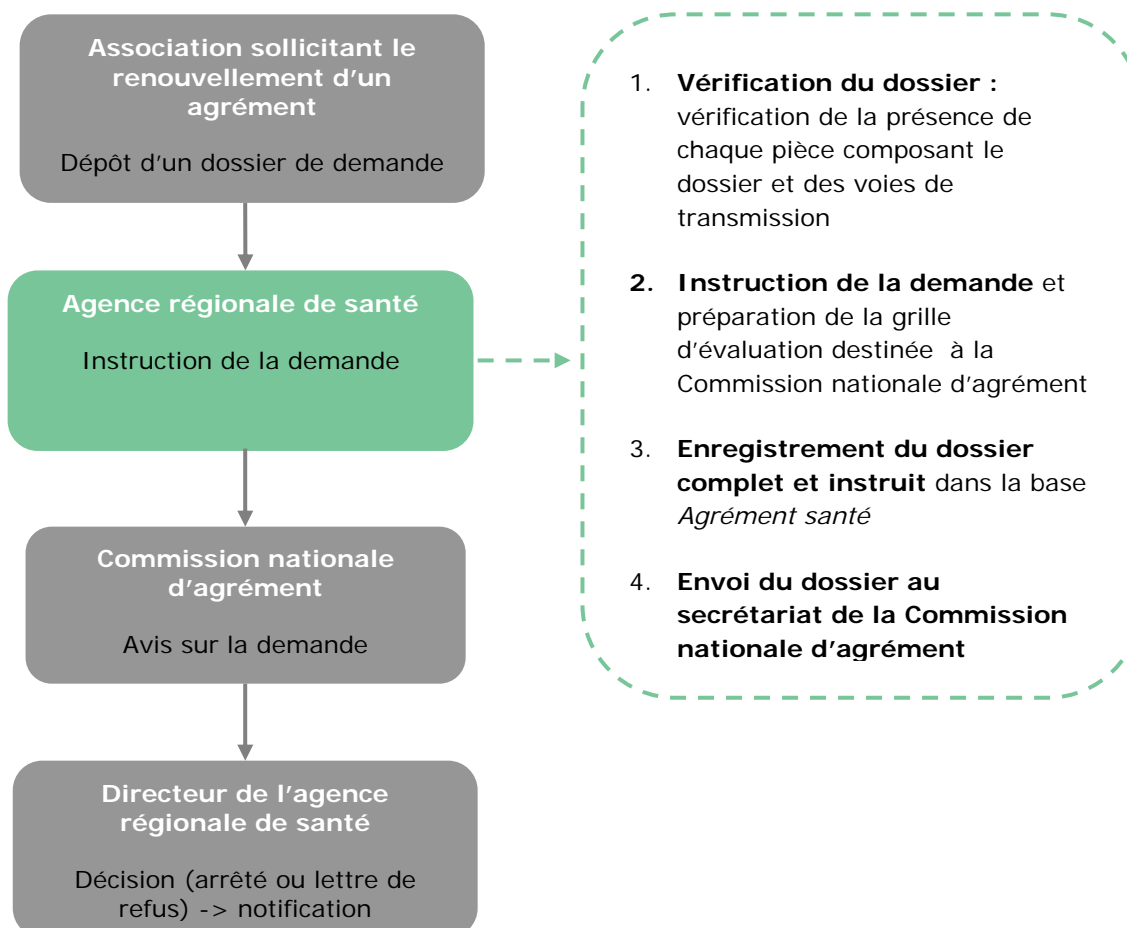 Association sollicitant le
renouvellement d'un
agrément
Dépôt d'un dossier de demande
Agence régionale de santé
Instruction de la demande
Commission nationale
d'agrément
Avis sur la demande
Directeur de l'agence
régionale de santé
Décision (arrêté ou lettre de
refus) -> notification
1. Vérification du dossier :
vérification de la présence de
chaque pièce composant le
dossier et des voies de
transmission
2. Instruction de la demande et
préparation de la grille
d'évaluation destinée à la
Commission nationale d'agrément
3. Enregistrement du dossier
complet et instruit dans la base
Agrément santé
4. Envoi du dossier au
secrétariat de la Commission
nationale d'agrément